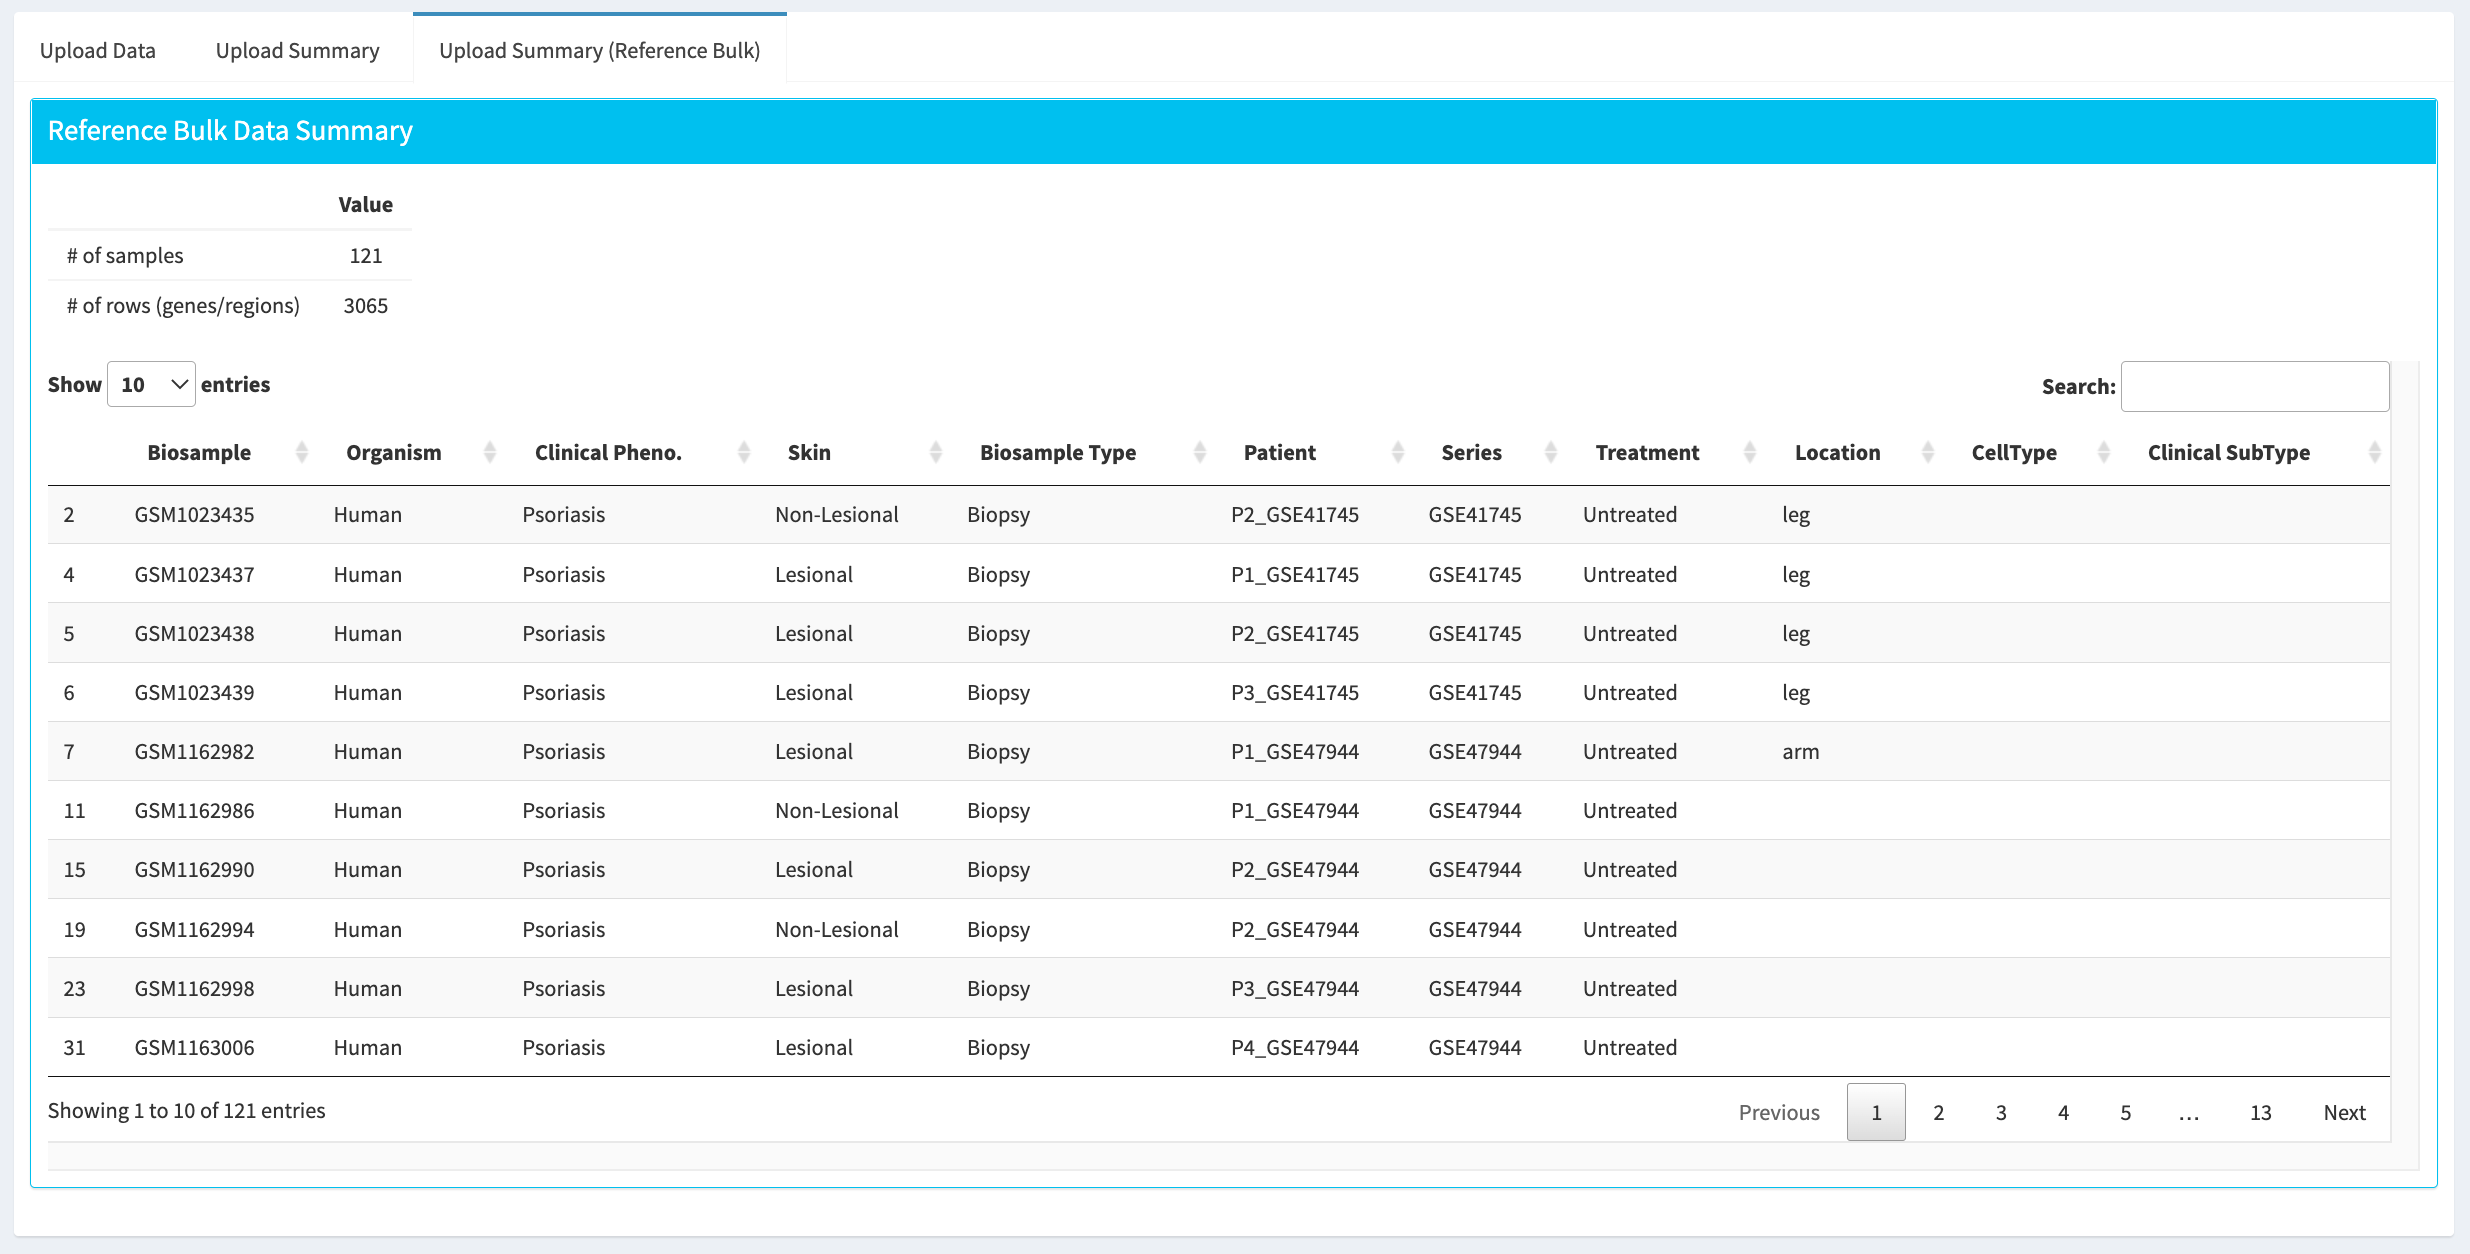 Upload Data Upload Summary Upload Summary (Reference Bulk)
Reference Bulk Data Summary
Value
# of samples 121
# of rows (genes/regions) 3065
Show 10 entries Search:
Biosample Organism Clinical Pheno. Skin Biosample Type Patient Series Treatment Location CellType Clinical SubType
2 GSM1023435 Human Psoriasis Non-Lesional Biopsy P2_GSE41745 GSE41745 Untreated leg
4 GSM1023437 Human Psoriasis Lesional Biopsy P1_GSE41745 GSE41745 Untreated leg
5 GSM1023438 Human Psoriasis Lesional Biopsy P2_GSE41745 GSE41745 Untreated leg
6 GSM1023439 Human Psoriasis Lesional Biopsy P3_GSE41745 GSE41745 Untreated leg
7 GSM1162982 Human Psoriasis Lesional Biopsy P1_GSE47944 GSE47944 Untreated arm
11 GSM1162986 Human Psoriasis Non-Lesional Biopsy P1_GSE47944 GSE47944 Untreated
15 GSM1162990 Human Psoriasis Lesional Biopsy P2_GSE47944 GSE47944 Untreated
19 GSM1162994 Human Psoriasis Non-Lesional Biopsy P2_GSE47944 GSE47944 Untreated
23 GSM1162998 Human Psoriasis Lesional Biopsy P3_GSE47944 GSE47944 Untreated
31 GSM1163006 Human Psoriasis Lesional Biopsy P4_GSE47944 GSE47944 Untreated
Showing 1 to 10 of 121 entries Previous 1 2 3 4 5 … 13 Next